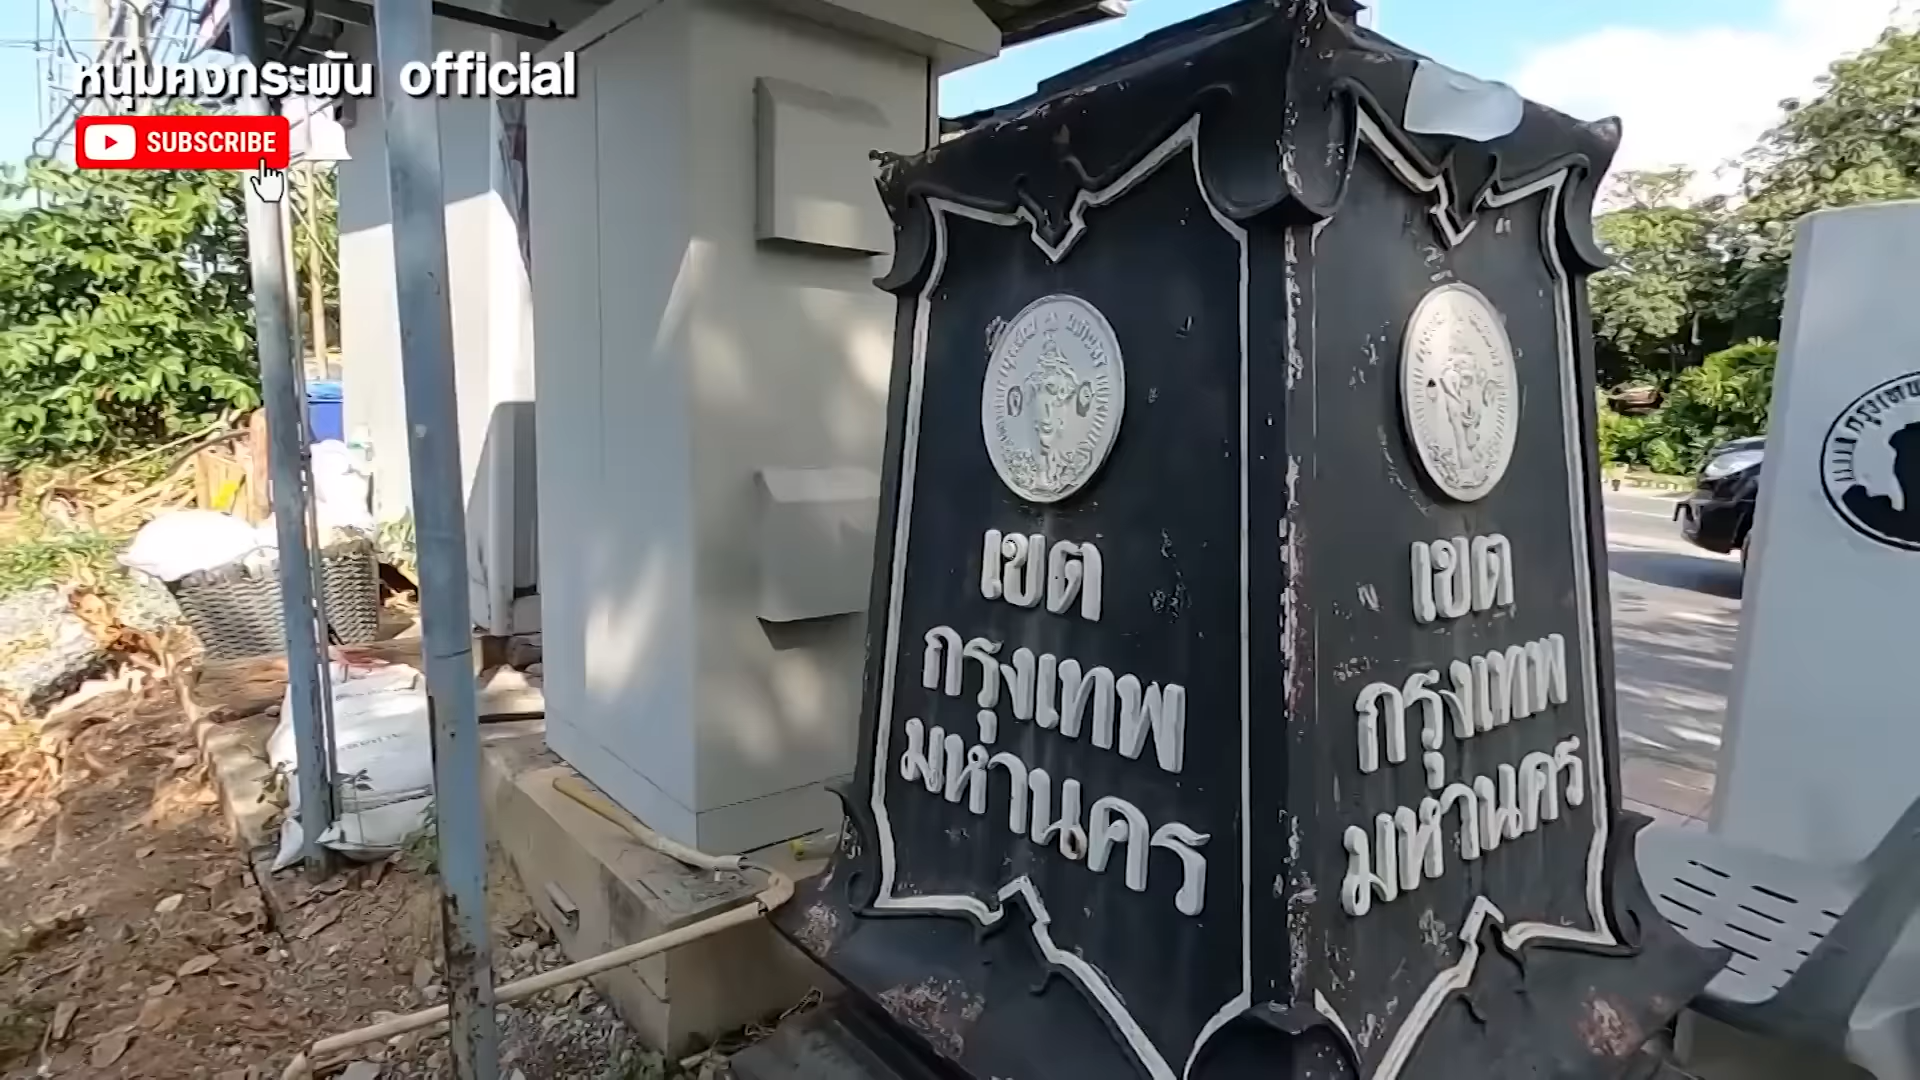 หนุ่มคงกระพัน official
SUBSCRIBE
เขต
กรุงเทพ
มหานคร
เขต
กรุงเทพ
มหานคร